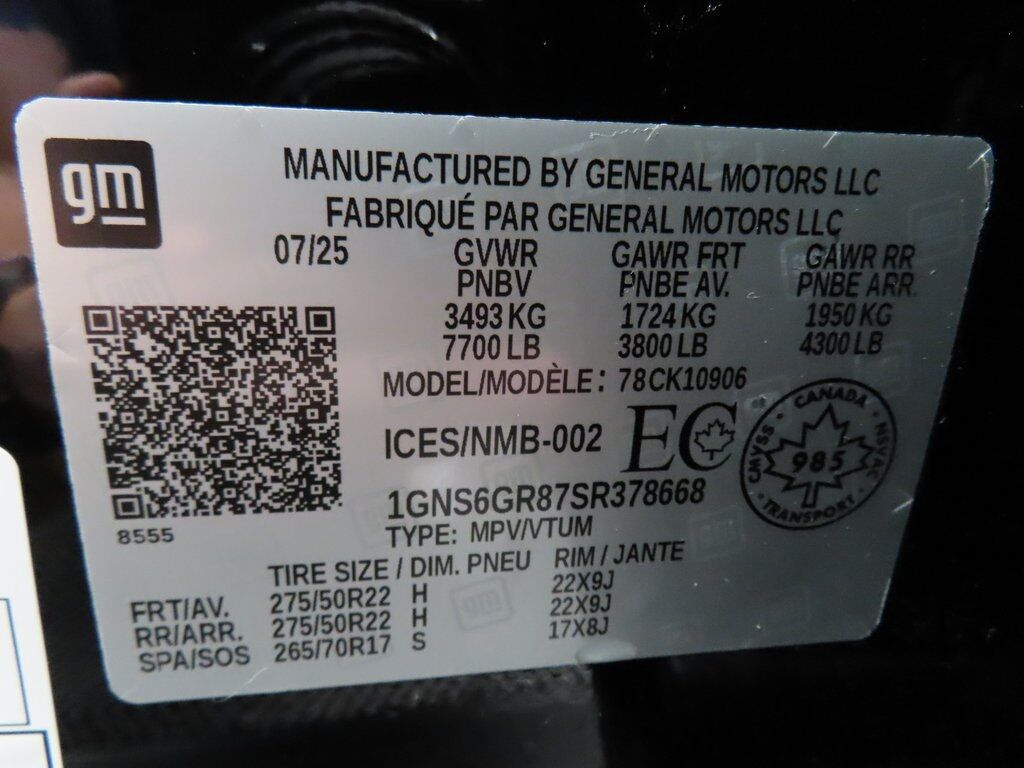 gm
MANUFACTURED BY GENERAL MOTORS LLC
FABRIQUÉ PAR GENERAL MOTORS LLC
07/25 GVWR GAWR FRT GAWR RR
PNBV PNBE AV. PNBE ARR.
3493 KG 1724 KG 1950 KG
7700 LB 3800 LB 4300 LB
MODEL/MODÈLE: 78CK10906
ICES/NMB-002 EC
CANADA
CMVSS 985 NSVAC
TRANSPORT
1GNS6GR87SR378668
8555
TYPE: MPV/VTUM
TIRE SIZE / DIM. PNEU RIM / JANTE
FRT/AV. 275/50R22 H 22X9J
RR/ARR. 275/50R22 H 22X9J
SPA/SOS 265/70R17 S 17X8J